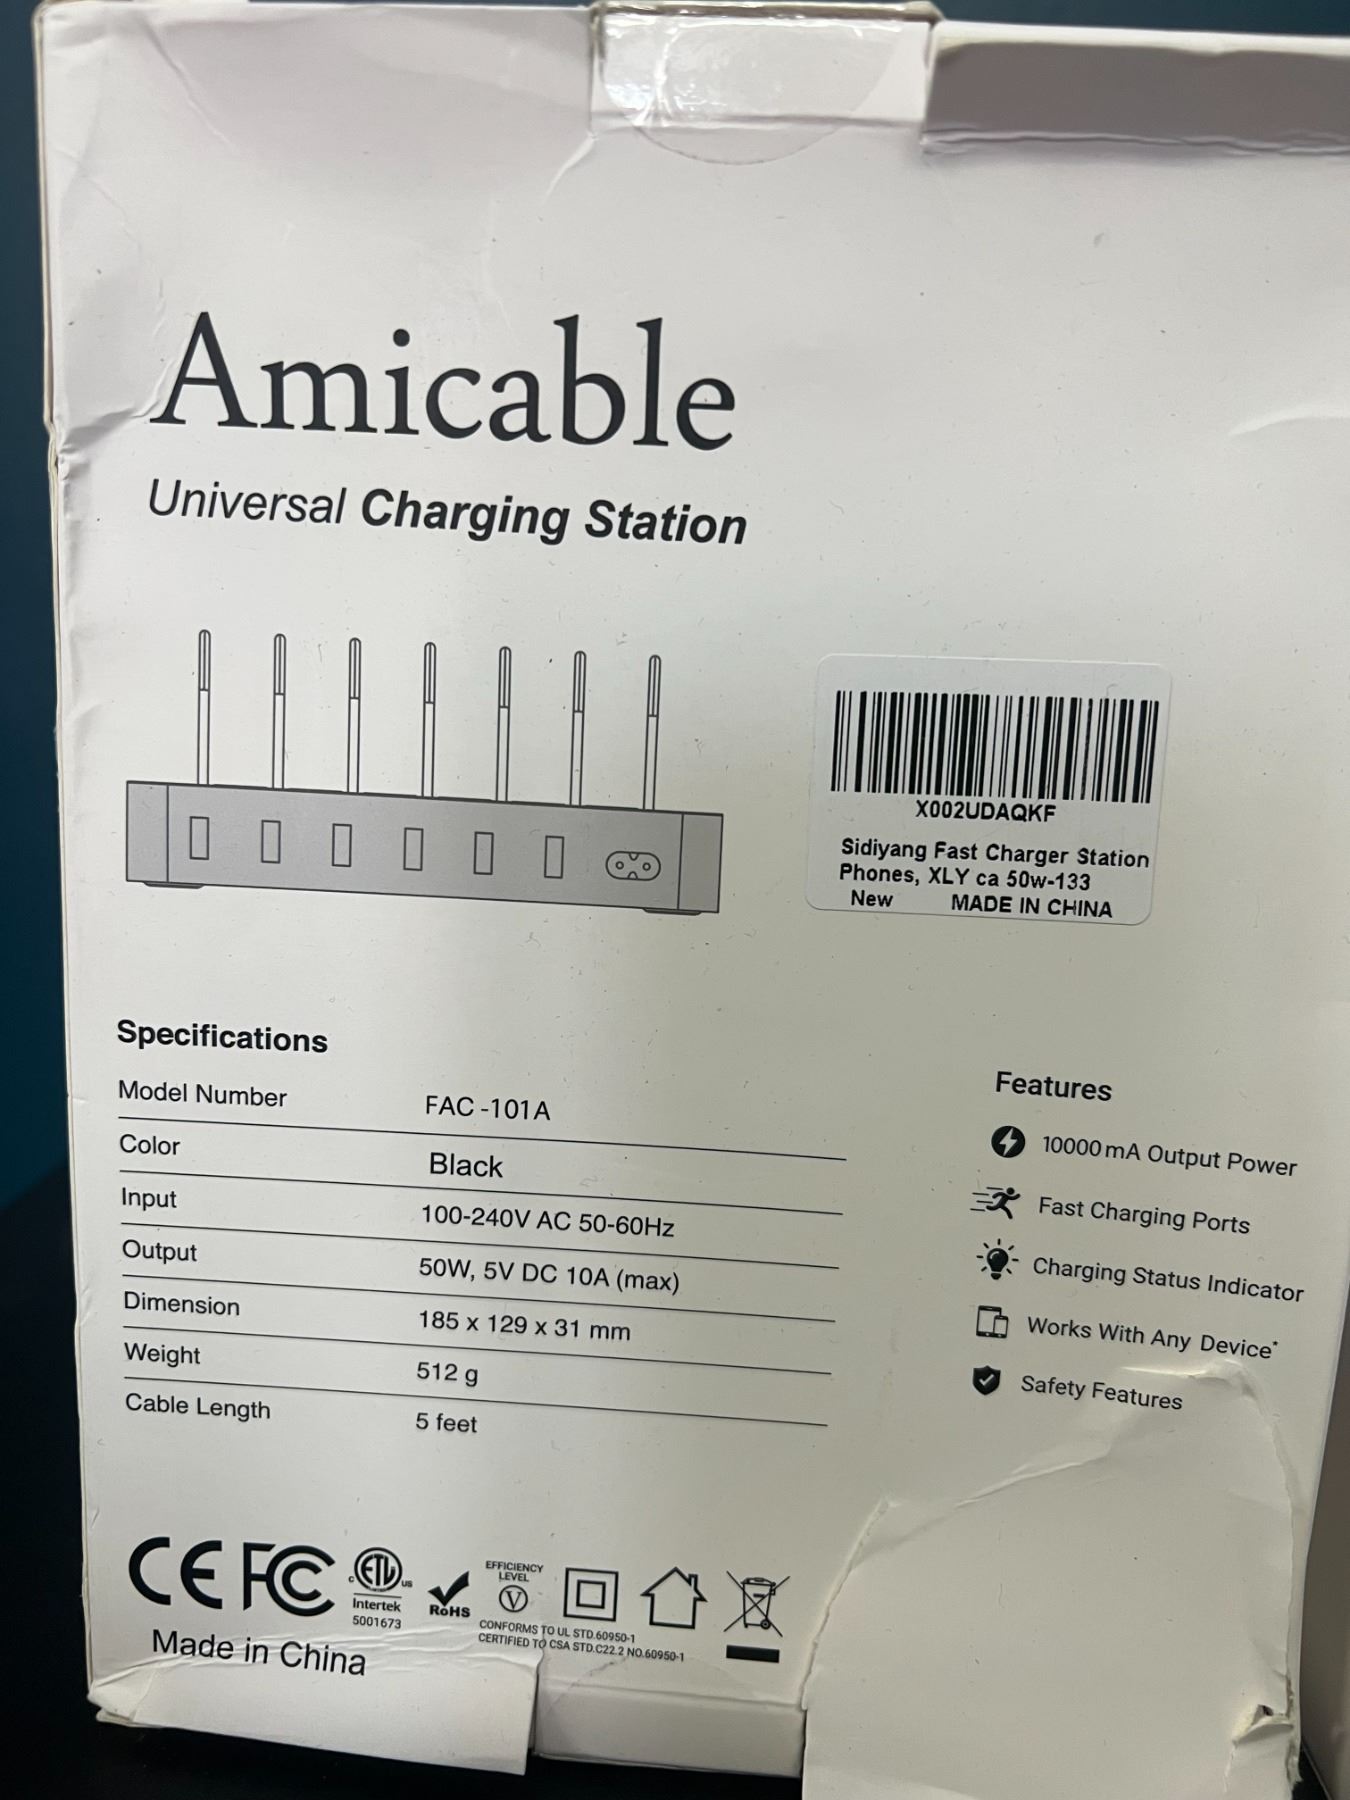 Amicable
Universal Charging Station
X002UDAQKF
Sidiyang Fast Charger Station
Phones, XLY ca 50w-133
New MADE IN CHINA
Specifications
Model Number FAC -101A
Color Black
Input 100-240V AC 50-60Hz
Output 50W, 5V DC 10A (max)
Dimension 185 x 129 x 31 mm
Weight 512 g
Cable Length 5 feet
Features
10000mA Output Power
Fast Charging Ports
Charging Status Indicator
Works With Any Device*
Safety Features
CE FC
c ETL us
Intertek
5001673
RoHS
EFFICIENCY
LEVEL
V
CONFORMS TO UL STD.60950-1
CERTIFIED TO CSA STD.C22.2 NO.60950-1
Made in China